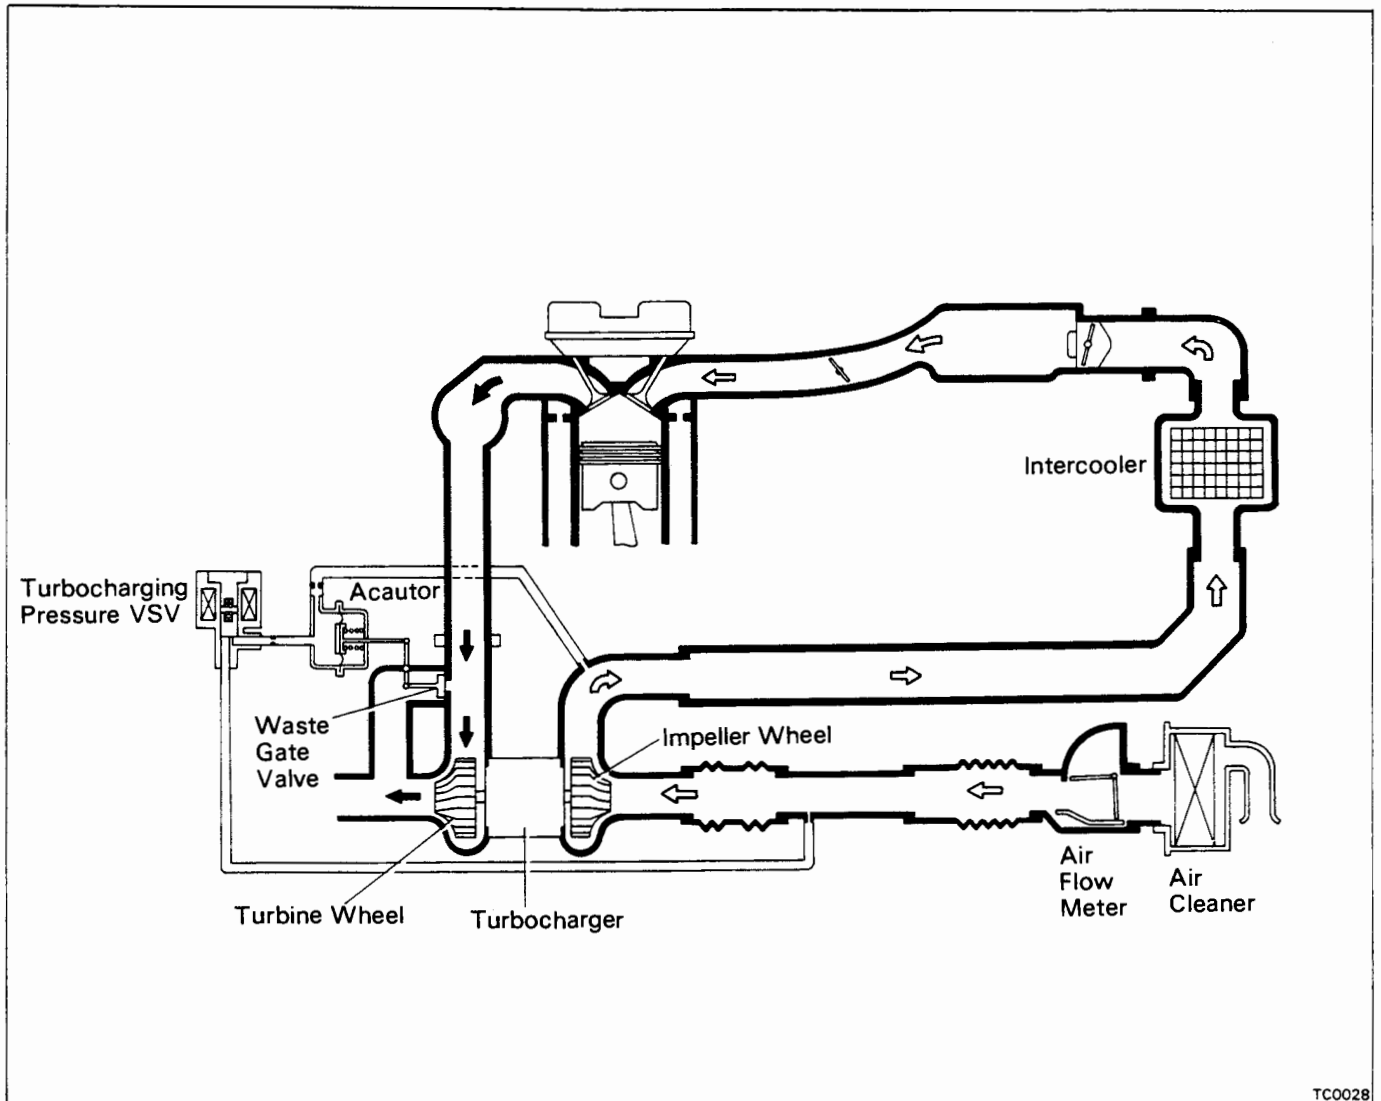 Intercooler
Turbocharging
Pressure VSV
Acautor
Waste
Gate
Valve
Impeller Wheel
Air
Flow
Meter
Air
Cleaner
Turbine Wheel
Turbocharger
TC0028